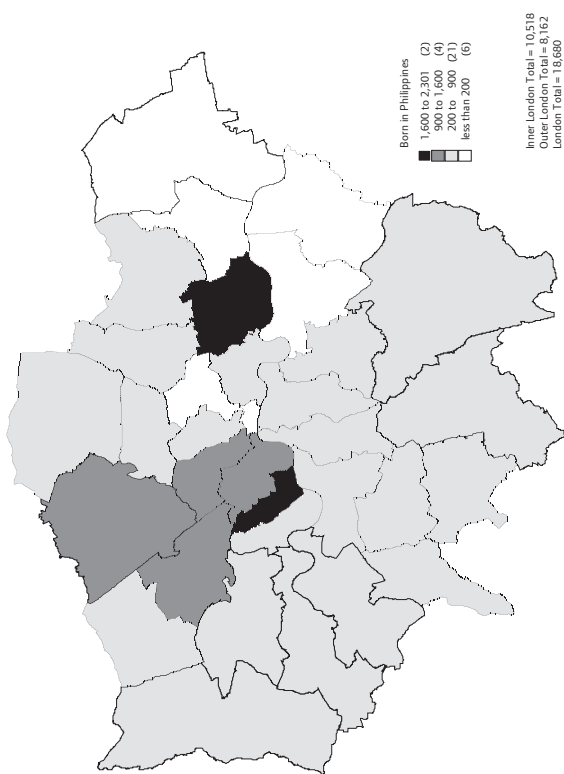 Born in Philippines
1,600 to 2,301 (2)
900 to 1,600 (4)
200 to 900 (21)
less than 200 (6)
Inner London Total = 10,518
Outer London Total = 8,162
London Total = 18,680